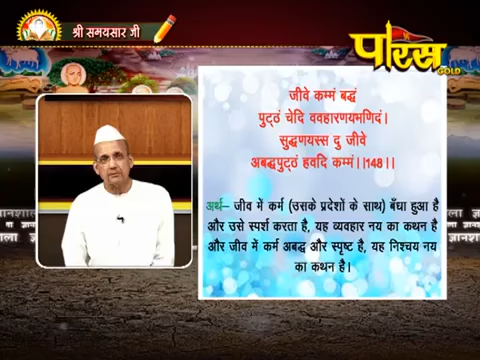 श्री समयसार जी
पारस
GOLD
जीवे कम्मं बद्धं
पुट्ठं चेदि ववहारणयभणिदं।
सुद्धणयस्स दु जीवे
अबद्धपुट्ठं हवदि कम्मं।।148।।
अर्थ– जीव में कर्म (उसके प्रदेशों के साथ) बँधा हुआ है
और उसे स्पर्श करता है, यह व्यवहार नय का कथन है
और जीव में कर्म अबद्ध और स्पृष्ट है, यह निश्चय नय
का कथन है।